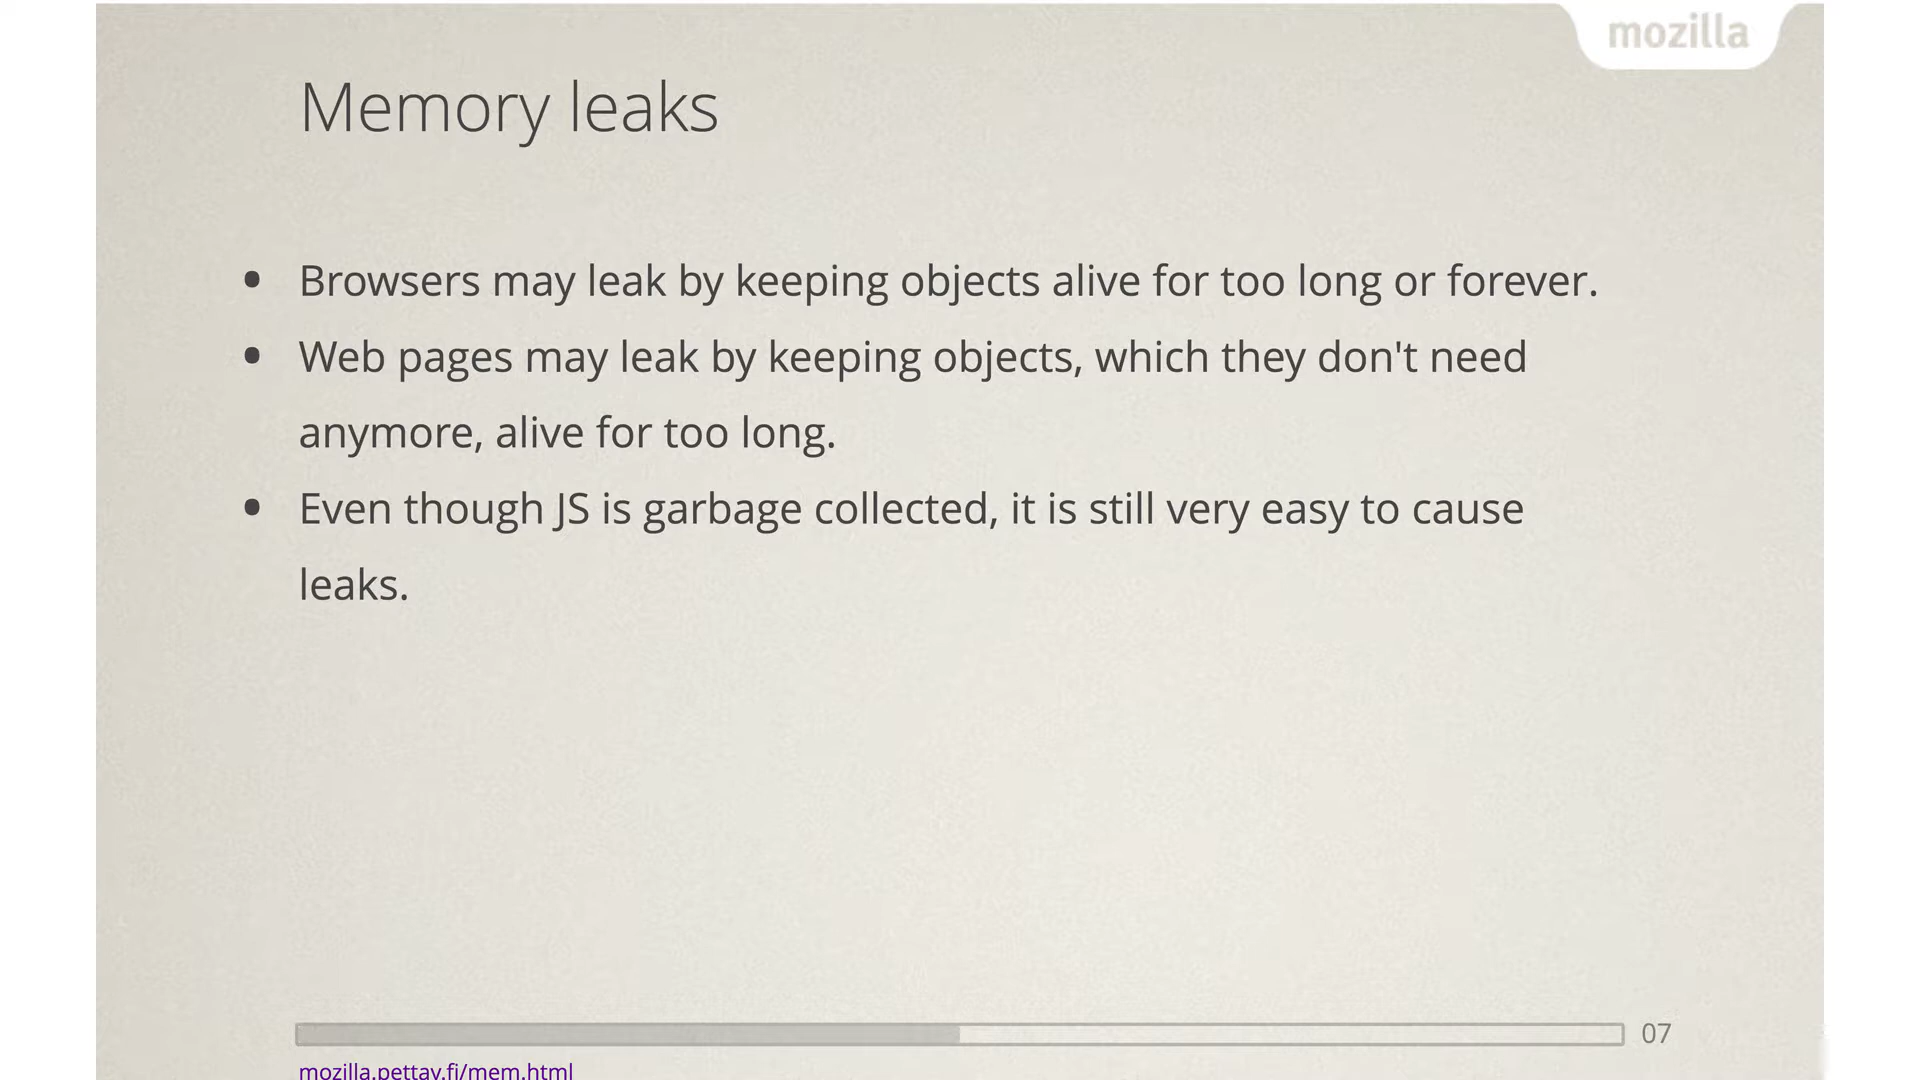 mozilla
Memory leaks
• Browsers may leak by keeping objects alive for too long or forever.
• Web pages may leak by keeping objects, which they don't need
anymore, alive for too long.
• Even though JS is garbage collected, it is still very easy to cause
leaks.
07
mozilla.pettay.fi/mem.html